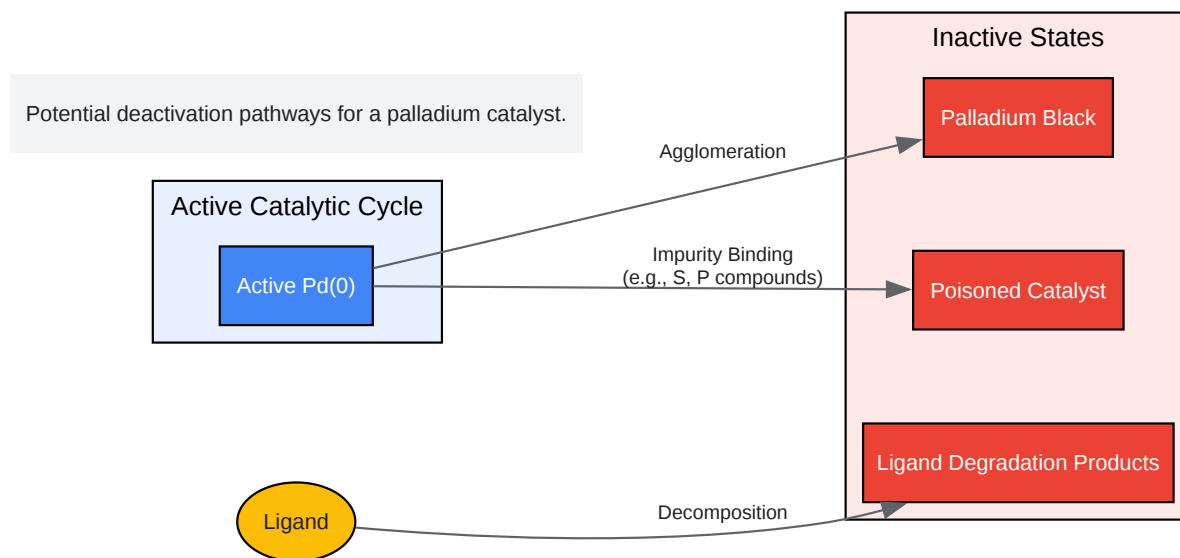 Inactive States
Potential deactivation pathways for a palladium catalyst.
Palladium Black
Agglomeration
Active Catalytic Cycle
Active Pd(0)
Impurity Binding
(e.g., S, P compounds)
Poisoned Catalyst
Ligand Degradation Products
Ligand
Decomposition